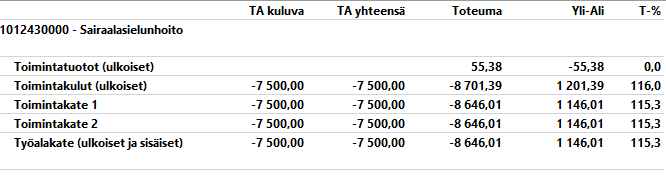 TA kuluva TA yhteensä Toteuma Yli-Ali T-%
1012430000 - Sairaalasielunhoito
Toimintatuotot (ulkoiset) 55,38 -55,38 0,0
Toimintakulut (ulkoiset) -7 500,00 -7 500,00 -8 701,39 1 201,39 116,0
Toimintakate 1 -7 500,00 -7 500,00 -8 646,01 1 146,01 115,3
Toimintakate 2 -7 500,00 -7 500,00 -8 646,01 1 146,01 115,3
Työalakate (ulkoiset ja sisäiset) -7 500,00 -7 500,00 -8 646,01 1 146,01 115,3